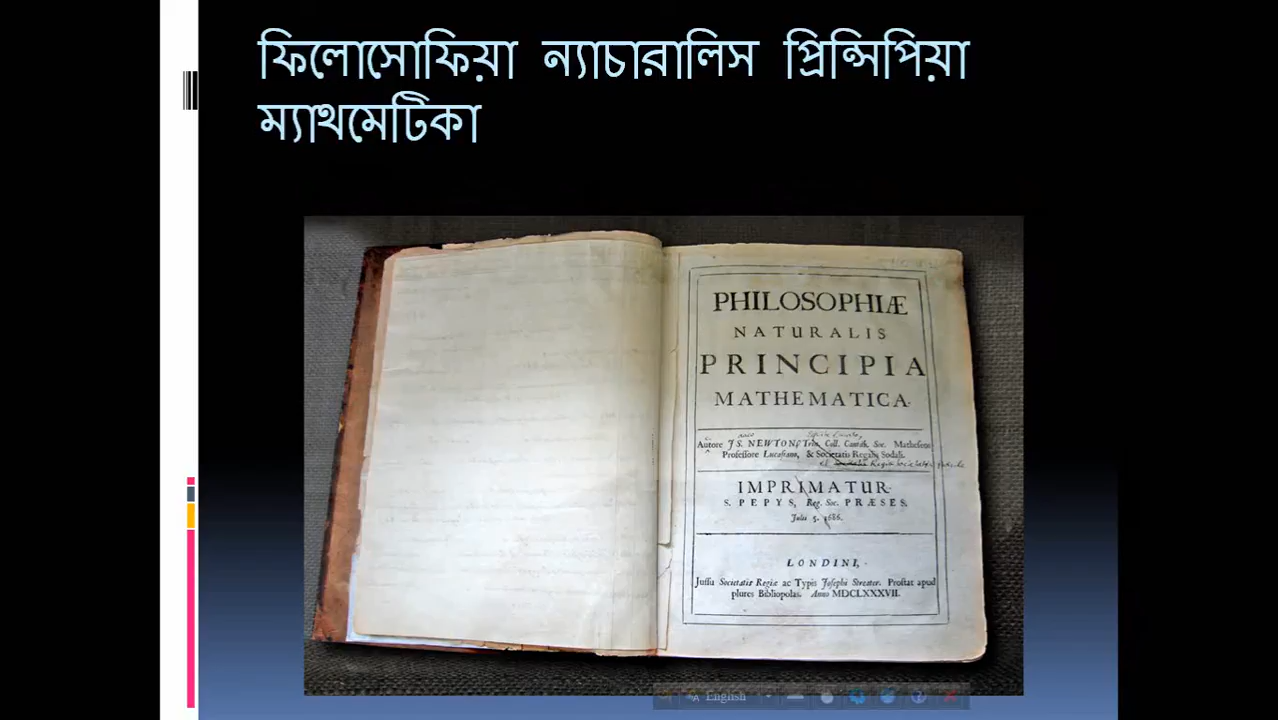 ফিলোসোফিয়া ন্যাচারালিস প্রিন্সিপিয়া
ম্যাথমেটিকা
PHILOSOPHIÆ
NATURALIS
PRINCIPIA
MATHEMATICA.
Autore J S. NEWTON, Trin. Coll. Cantab. Soc. Matheseos
Professore Lucasiano, & Societatis Regalis Sodali.
IMPRIMATUR.
S. PEPYS, Reg. Soc. PRÆSES.
Julii 5. 1686.
LONDINI,
Jussu Societatis Regiæ ac Typis Josephi Streater. Prostat apud
plures Bibliopolas. Anno MDCLXXXVII.
English